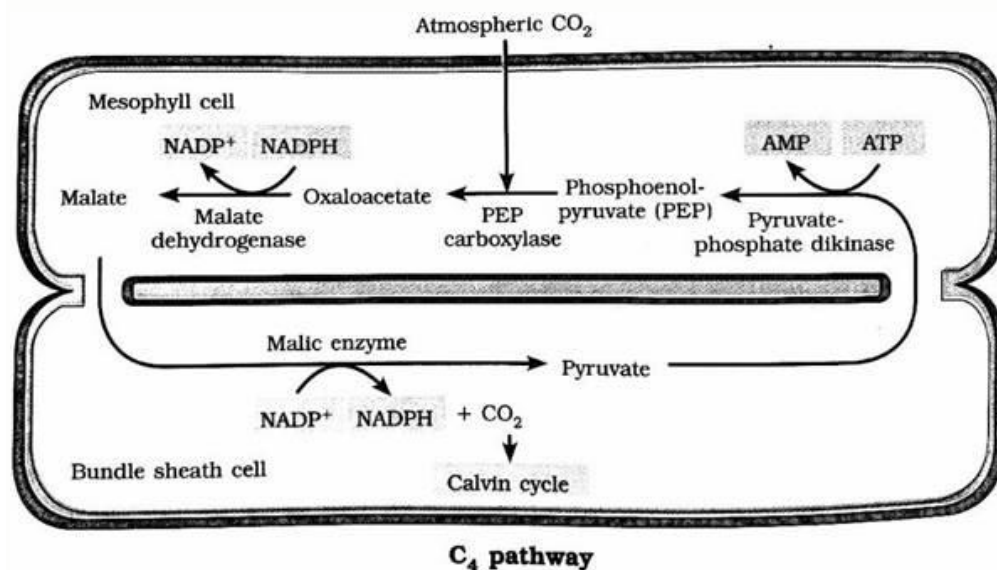 Atmospheric CO₂
Mesophyll cell
NADP⁺ NADPH
AMP ATP
Malate
Malate
dehydrogenase
Oxaloacetate
PEP
carboxylase
Phosphoenol-
pyruvate (PEP)
Pyruvate-
phosphate dikinase
Malic enzyme
Pyruvate
NADP⁺ NADPH + CO₂
Bundle sheath cell
Calvin cycle
C₄ pathway